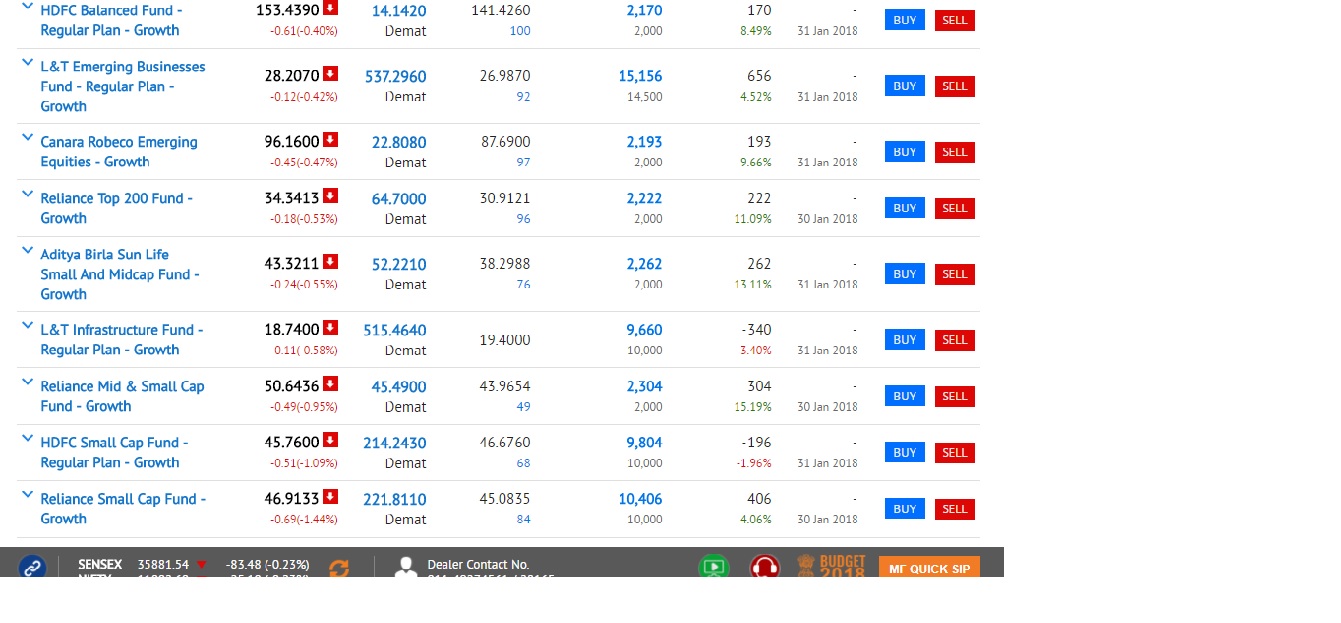 HDFC Balanced Fund - 153.4390 14.1420 141.4260 2,170 170 - BUY SELL
Regular Plan - Growth -0.61(-0.40%) Demat 100 2,000 8.49% 31 Jan 2018
L&T Emerging Businesses
Fund - Regular Plan - 28.2070 537.2960 26.9870 15,156 656 - BUY SELL
Growth -0.12(-0.42%) Demat 92 14,500 4.52% 31 Jan 2018
Canara Robeco Emerging 96.1600 22.8080 87.6900 2,193 193 - BUY SELL
Equities - Growth -0.45(-0.47%) Demat 97 2,000 9.66% 31 Jan 2018
Reliance Top 200 Fund - 34.3413 64.7000 30.9121 2,222 222 - BUY SELL
Growth -0.18(-0.53%) Demat 96 2,000 11.09% 30 Jan 2018
Aditya Birla Sun Life
Small And Midcap Fund - 43.3211 52.2210 38.2988 2,262 262 - BUY SELL
Growth -0.24(-0.55%) Demat 76 2,000 13.11% 31 Jan 2018
L&T Infrastructure Fund - 18.7400 515.4640 19.4000 9,660 -340 - BUY SELL
Regular Plan - Growth 0.11(-0.58%) Demat 10,000 3.40% 31 Jan 2018
Reliance Mid & Small Cap 50.6436 45.4900 43.9654 2,304 304 - BUY SELL
Fund - Growth -0.49(-0.95%) Demat 49 2,000 15.19% 30 Jan 2018
HDFC Small Cap Fund - 45.7600 214.2430 46.6760 9,804 -196 - BUY SELL
Regular Plan - Growth -0.51(-1.09%) Demat 68 10,000 -1.96% 31 Jan 2018
Reliance Small Cap Fund - 46.9133 221.8110 45.0835 10,406 406 - BUY SELL
Growth -0.69(-1.44%) Demat 84 10,000 4.06% 30 Jan 2018
SENSEX 35881.54 -83.48 (-0.23%) Dealer Contact No. BUDGET 2018 MF QUICK SIP
NIFTY